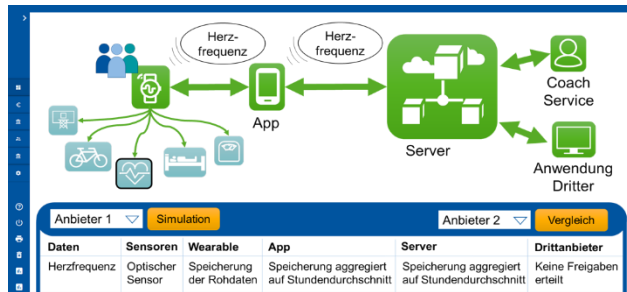 Herz-
frequenz
Herz-
frequenz
App
Server
Coach
Service
Anwendung
Dritter
Anbieter 1
Simulation
Anbieter 2
Vergleich
Daten Sensoren Wearable App Server Drittanbieter
Herzfrequenz Optischer Speicherung Speicherung aggregiert Speicherung aggregiert Keine Freigaben
Sensor der Rohdaten auf Stundendurchschnitt auf Stundendurchschnitt erteilt